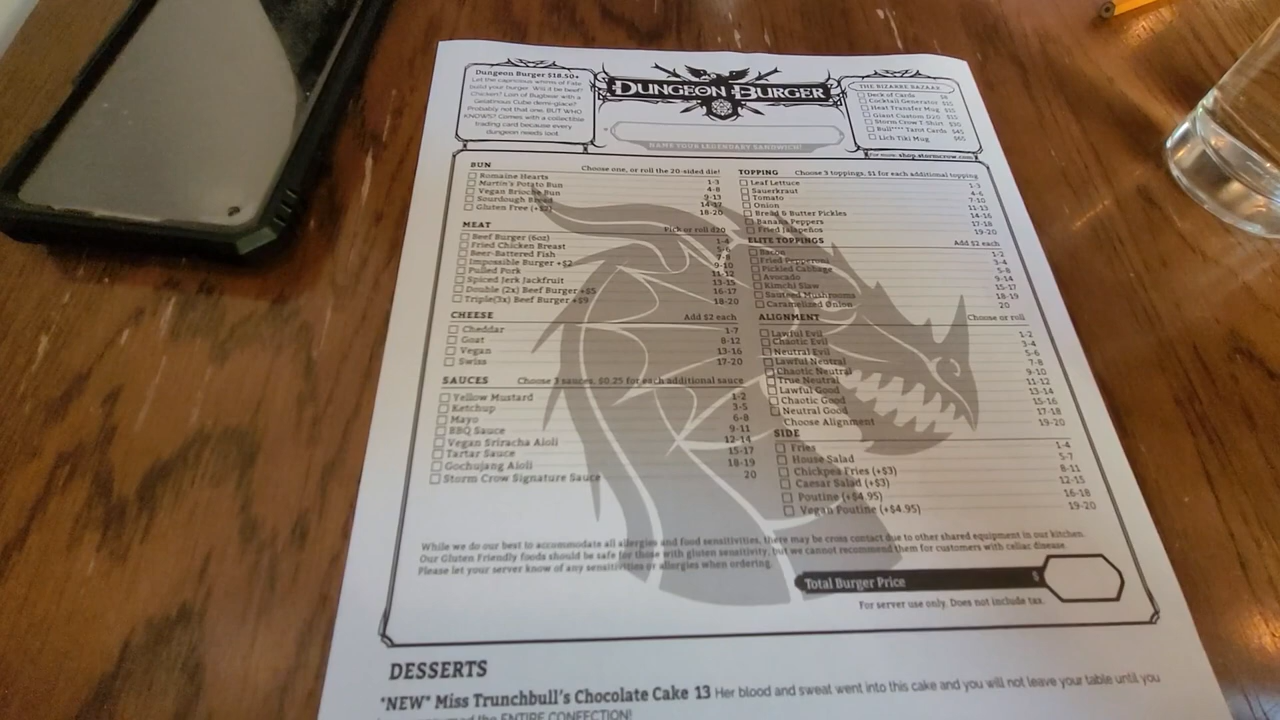 Dungeon Burger $18.50+
Let the capricious whims of Fate
build your burger. Will it be beef?
Chicken? Loin of Bugbear with a
Gelatinous Cube demi-glace?
Probably not that one, BUT WHO
KNOWS? Comes with a collectible
trading card because every
dungeon needs loot.
DUNGEON BURGER
NAME YOUR LEGENDARY SANDWICH!
THE BIZARRE BAZAAR
Deck of Cards $8
Cocktail Generator $25
Heat Transfer Mug $15
Giant Custom D20 $15
Storm Crow T-Shirt $30
Bull**** Tarot Cards $45
Lich Tiki Mug $65
For more: shop.stormcrow.com
BUN Choose one, or roll the 20-sided die!
Romaine Hearts 1-3
Martin's Potato Bun 4-8
Vegan Brioche Bun 9-13
Sourdough Bread 14-17
Gluten Free (+$2) 18-20
MEAT Pick or roll d20
Beef Burger (6oz) 1-4
Fried Chicken Breast 5-6
Beer-Battered Fish 7-8
Impossible Burger +$2 9-10
Pulled Pork 11-12
Spiced Jerk Jackfruit 13-15
Double (2x) Beef Burger +$5 16-17
Triple(3x) Beef Burger +$9 18-20
CHEESE Add $2 each
Cheddar 1-7
Goat 8-12
Vegan 13-16
Swiss 17-20
SAUCES Choose 3 sauces, $0.25 for each additional sauce
Yellow Mustard 1-2
Ketchup 3-5
Mayo 6-8
BBQ Sauce 9-11
Vegan Sriracha Aioli 12-14
Tartar Sauce 15-17
Gochujang Aioli 18-19
Storm Crow Signature Sauce 20
TOPPING Choose 3 toppings, $1 for each additional topping
Leaf Lettuce 1-3
Sauerkraut 4-6
Tomato 7-10
Onion 11-13
Bread & Butter Pickles 14-16
Banana Peppers 17-18
Fried Jalapeños 19-20
ELITE TOPPINGS Add $2 each
Bacon 1-2
Fried Pepperoni 3-4
Pickled Cabbage 5-8
Avocado 9-14
Kimchi Slaw 15-17
Sauteed Mushrooms 18-19
Caramelized Onion 20
ALIGNMENT Choose or roll
Lawful Evil 1-2
Chaotic Evil 3-4
Neutral Evil 5-6
Lawful Neutral 7-8
Chaotic Neutral 9-10
True Neutral 11-12
Lawful Good 13-14
Chaotic Good 15-16
Neutral Good 17-18
Choose Alignment 19-20
SIDE
Fries 1-4
House Salad 5-7
Chickpea Fries (+$3) 8-11
Caesar Salad (+$3) 12-15
Poutine (+$4.95) 16-18
Vegan Poutine (+$4.95) 19-20
While we do our best to accommodate all allergies and food sensitivities, there may be cross contact due to other shared equipment in our kitchen.
Our Gluten Friendly foods should be safe for those with gluten sensitivity, but we cannot recommend them for customers with celiac disease.
Please let your server know of any sensitivities or allergies when ordering.
Total Burger Price $
For server use only. Does not include tax.
DESSERTS
*NEW* Miss Trunchbull's Chocolate Cake 13 Her blood and sweat went into this cake and you will not leave your table until you
the ENTIRE CONFECTION!